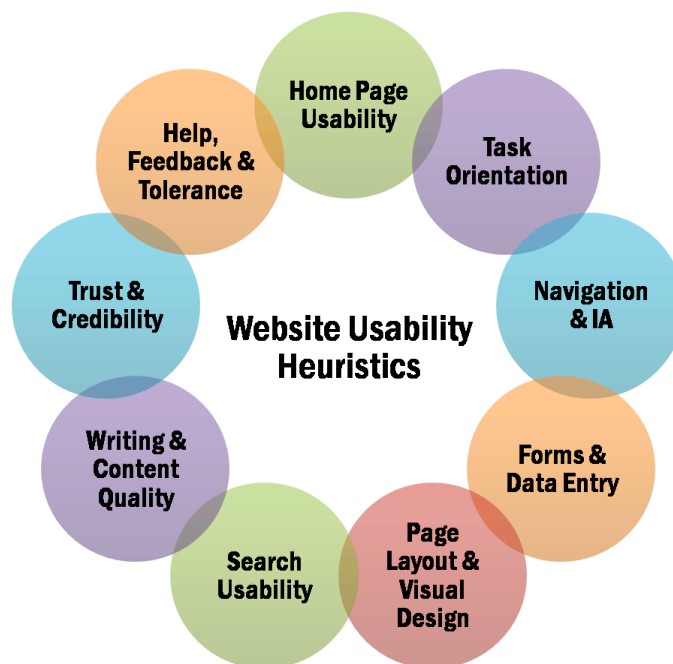 Home Page
Usability
Task
Orientation
Navigation
& IA
Forms &
Data Entry
Page
Layout &
Visual
Design
Search
Usability
Writing &
Content
Quality
Trust &
Credibility
Help,
Feedback &
Tolerance
Website Usability
Heuristics